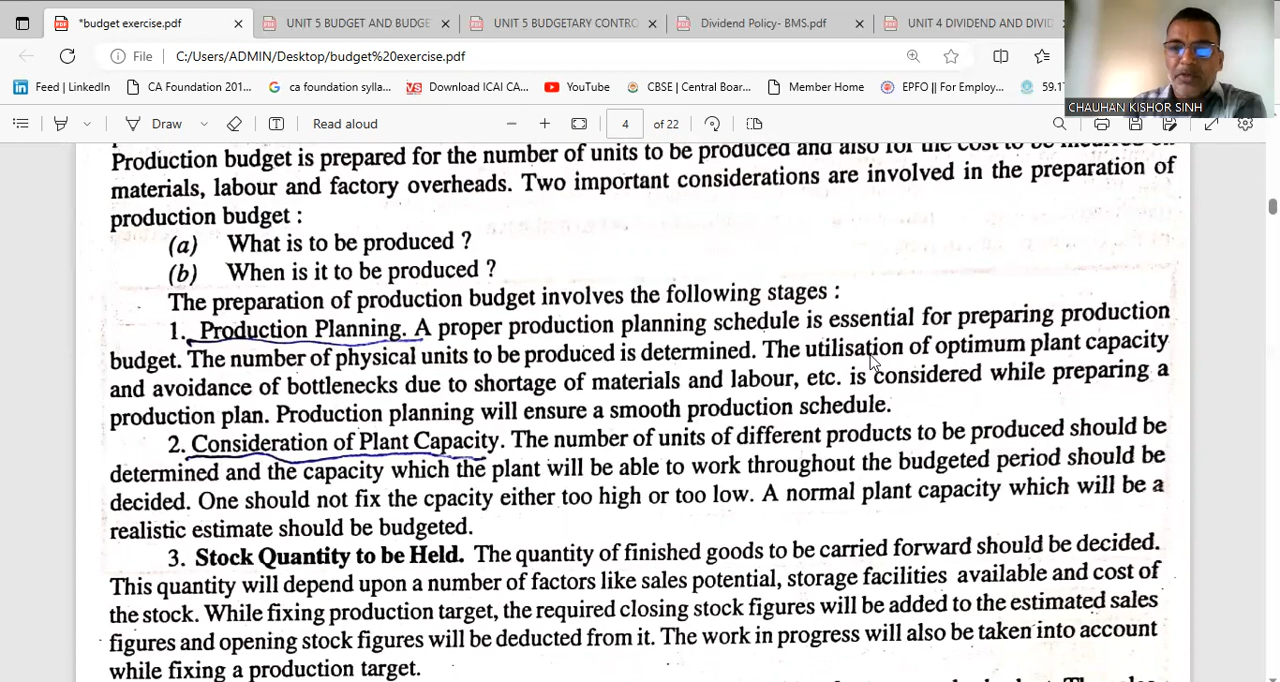 *budget exercise.pdf
UNIT 5 BUDGET AND BUDGE
UNIT 5 BUDGETARY CONTRO
Dividend Policy- BMS.pdf
UNIT 4 DIVIDEND AND DIVID
File
C:/Users/ADMIN/Desktop/budget%20exercise.pdf
Feed | LinkedIn
CA Foundation 201...
ca foundation sylla...
Download ICAI CA...
YouTube
CBSE | Central Boar...
Member Home
EPFO || For Employ...
59.1
CHAUHAN KISHOR SINH
Draw
Read aloud
4 of 22
Production budget is prepared for the number of units to be produced and also for the cost to be incurred on
materials, labour and factory overheads. Two important considerations are involved in the preparation of
production budget :
(a) What is to be produced ?
(b) When is it to be produced ?
The preparation of production budget involves the following stages :
1. Production Planning. A proper production planning schedule is essential for preparing production
budget. The number of physical units to be produced is determined. The utilisation of optimum plant capacity
and avoidance of bottlenecks due to shortage of materials and labour, etc. is considered while preparing a
production plan. Production planning will ensure a smooth production schedule.
2. Consideration of Plant Capacity. The number of units of different products to be produced should be
determined and the capacity which the plant will be able to work throughout the budgeted period should be
decided. One should not fix the cpacity either too high or too low. A normal plant capacity which will be a
realistic estimate should be budgeted.
3. Stock Quantity to be Held. The quantity of finished goods to be carried forward should be decided.
This quantity will depend upon a number of factors like sales potential, storage facilities available and cost of
the stock. While fixing production target, the required closing stock figures will be added to the estimated sales
figures and opening stock figures will be deducted from it. The work in progress will also be taken into account
while fixing a production target.